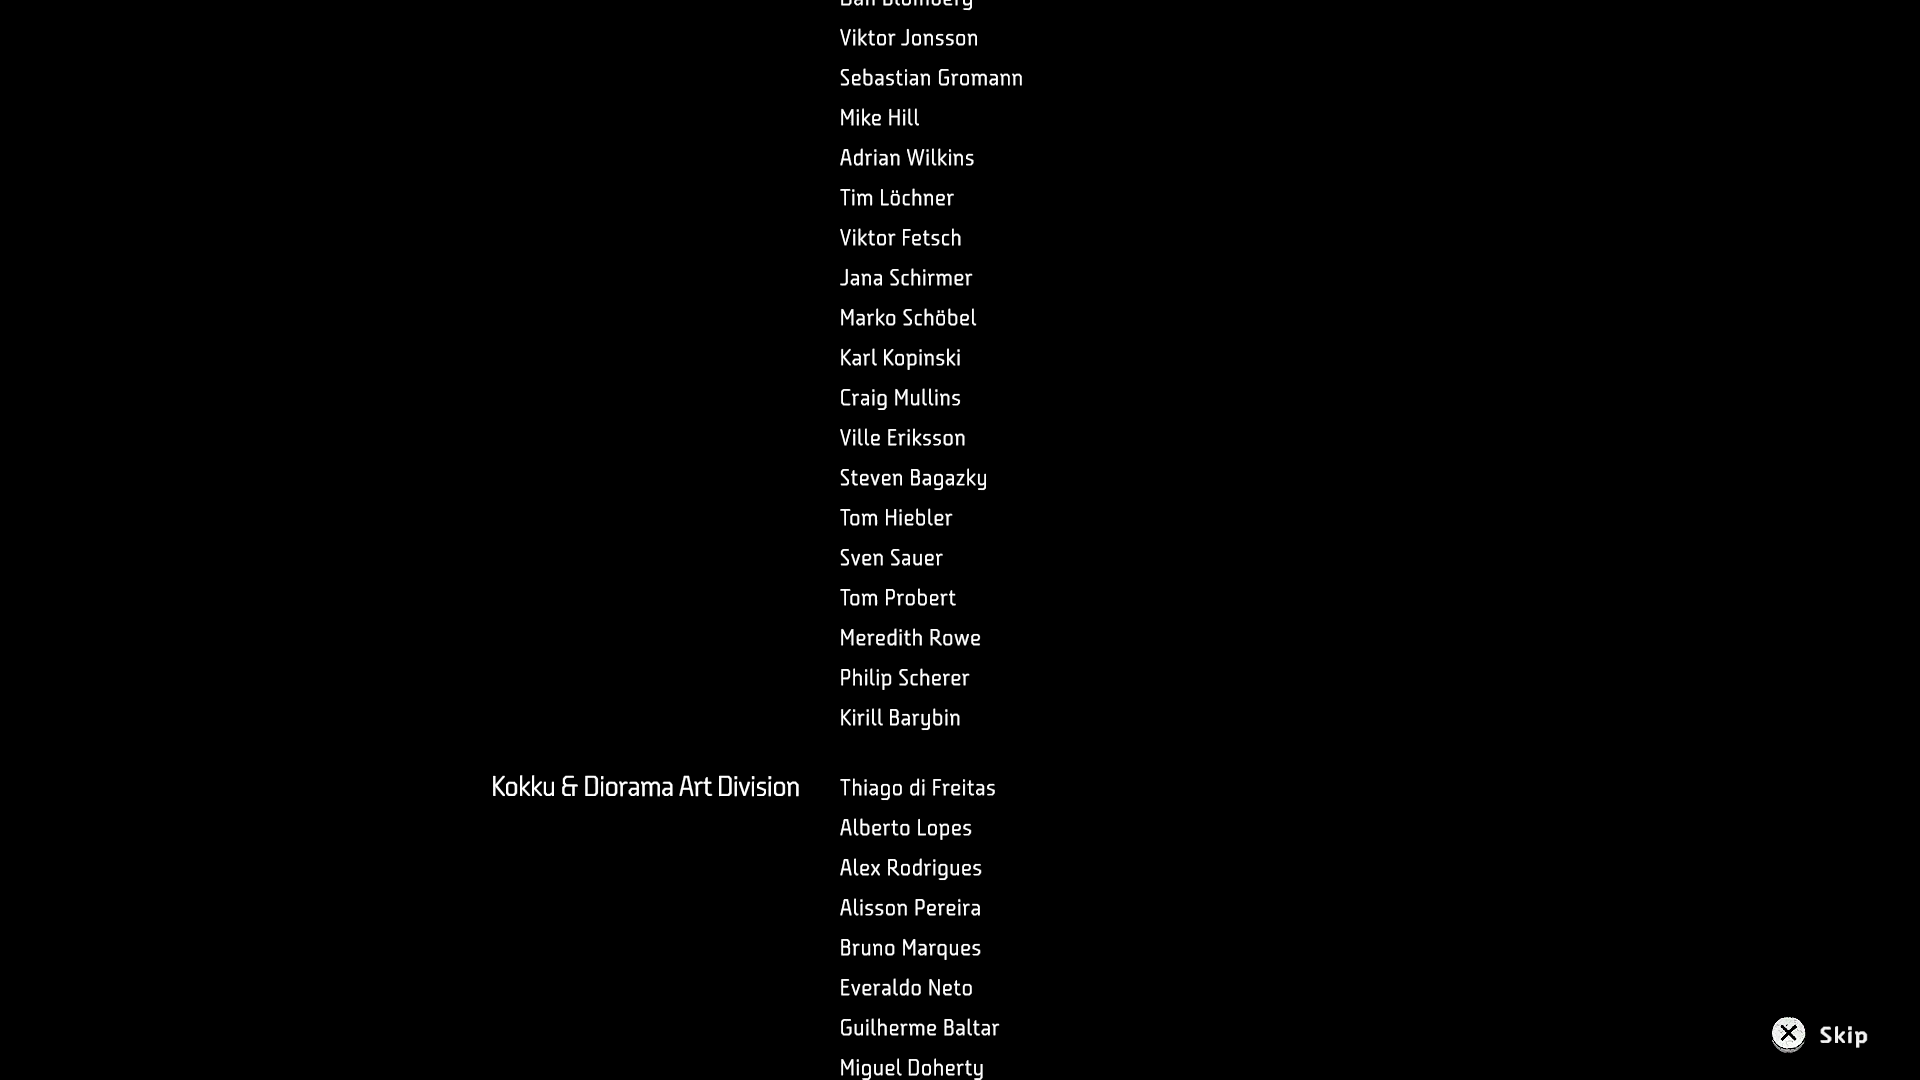 Dan Blomberg
Viktor Jonsson
Sebastian Gromann
Mike Hill
Adrian Wilkins
Tim Löchner
Viktor Fetsch
Jana Schirmer
Marko Schöbel
Karl Kopinski
Craig Mullins
Ville Eriksson
Steven Bagazky
Tom Hiebler
Sven Sauer
Tom Probert
Meredith Rowe
Philip Scherer
Kirill Barybin
Kokku & Diorama Art Division Thiago di Freitas
Alberto Lopes
Alex Rodrigues
Alisson Pereira
Bruno Marques
Everaldo Neto
Guilherme Baltar
Skip
Miguel Doherty